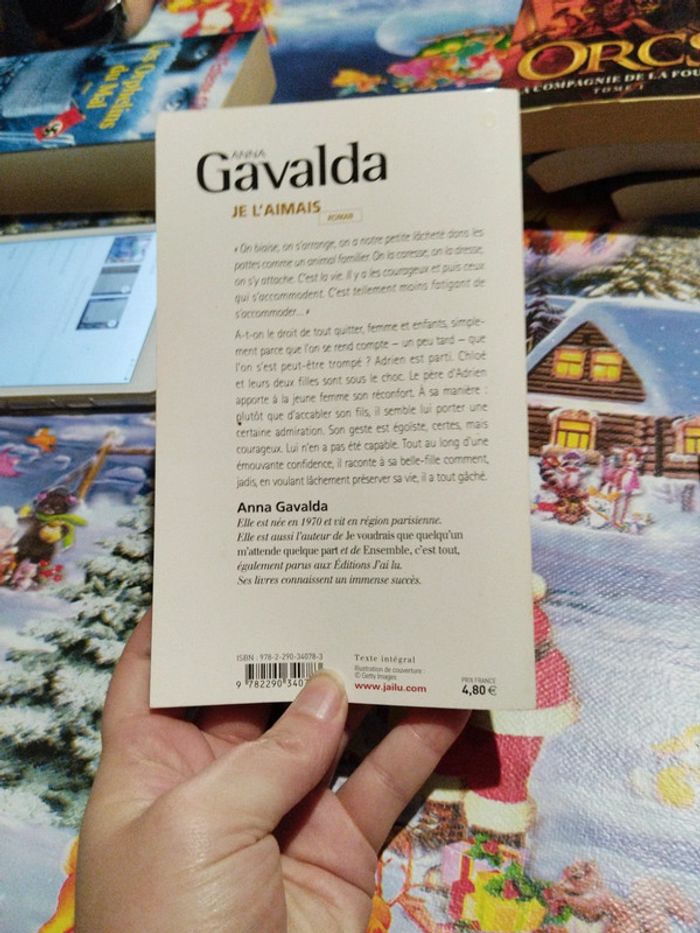 Les Orphelins
du Mal
ORCS
LA COMPAGNIE DE LA FOU
TOME 1
ANNA
Gavalda
JE L'AIMAIS
ROMAN
« On biaise, on s'arrange, on a notre petite lâcheté dans les
pattes comme un animal familier. On la caresse, on la dresse,
on s'y attache. C'est la vie. Il y a les courageux et puis ceux
qui s'accommodent. C'est tellement moins fatigant de
s'accommoder... »
A-t-on le droit de tout quitter, femme et enfants, simple-
ment parce que l'on se rend compte – un peu tard – que
l'on s'est peut-être trompé ? Adrien est parti. Chloé
et leurs deux filles sont sous le choc. Le père d'Adrien
apporte à la jeune femme son réconfort. À sa manière :
plutôt que d'accabler son fils, il semble lui porter une
certaine admiration. Son geste est égoïste, certes, mais
courageux. Lui n'en a pas été capable. Tout au long d'une
émouvante confidence, il raconte à sa belle-fille comment,
jadis, en voulant lâchement préserver sa vie, il a tout gâché.
Anna Gavalda
Elle est née en 1970 et vit en région parisienne.
Elle est aussi l'auteur de Je voudrais que quelqu'un
m'attende quelque part et de Ensemble, c'est tout,
également parus aux Éditions J'ai lu.
Ses livres connaissent un immense succès.
ISBN : 978-2-290-34078-3
9 782290 340
Texte intégral
Illustration de couverture :
© Getty Images
www.jailu.com
PRIX FRANCE
4,80 €